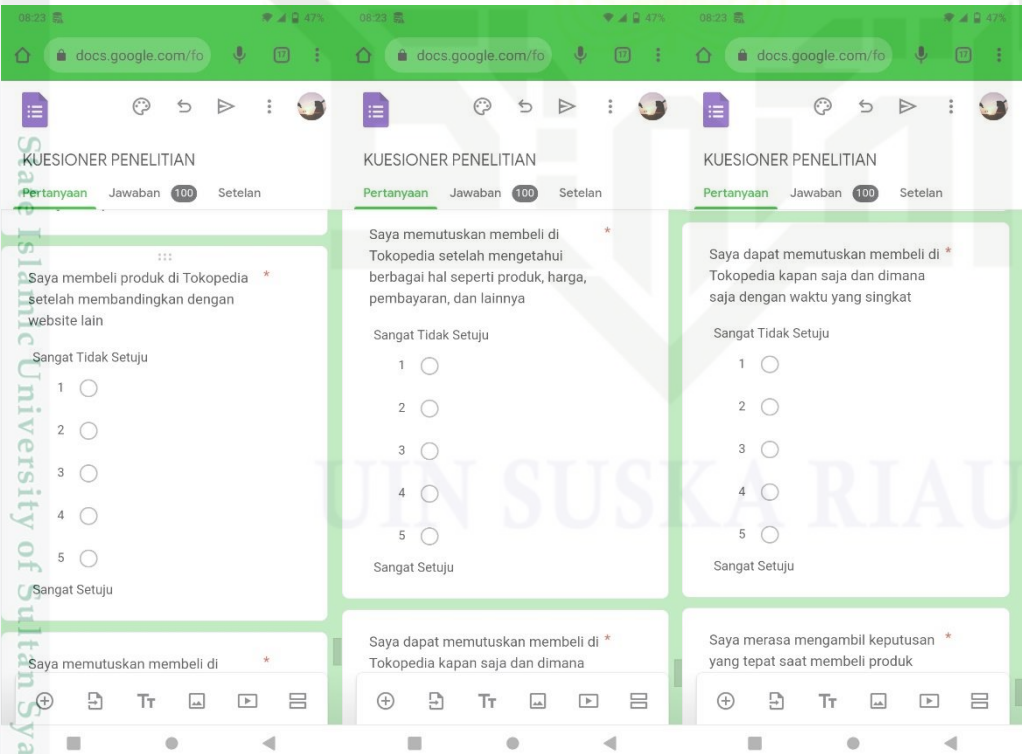 08:23
47%
docs.google.com/fo
17
KUESIONER PENELITIAN
Pertanyaan Jawaban 100 Setelan
Saya membeli produk di Tokopedia *
setelah membandingkan dengan
website lain
Sangat Tidak Setuju
1
2
3
4
5
Sangat Setuju
Saya memutuskan membeli di *
Tт
08:23
47%
docs.google.com/fo
17
KUESIONER PENELITIAN
Pertanyaan Jawaban 100 Setelan
Saya memutuskan membeli di *
Tokopedia setelah mengetahui
berbagai hal seperti produk, harga,
pembayaran, dan lainnya
Sangat Tidak Setuju
1
2
3
4
5
Sangat Setuju
Saya dapat memutuskan membeli di *
Tokopedia kapan saja dan dimana
Tт
08:23
47%
docs.google.com/fo
17
KUESIONER PENELITIAN
Pertanyaan Jawaban 100 Setelan
Saya dapat memutuskan membeli di *
Tokopedia kapan saja dan dimana
saja dengan waktu yang singkat
Sangat Tidak Setuju
1
2
3
4
5
Sangat Setuju
Saya merasa mengambil keputusan *
yang tepat saat membeli produk
Tт
State Islamic University of Sultan Sya
UIN SUSKA RIAU